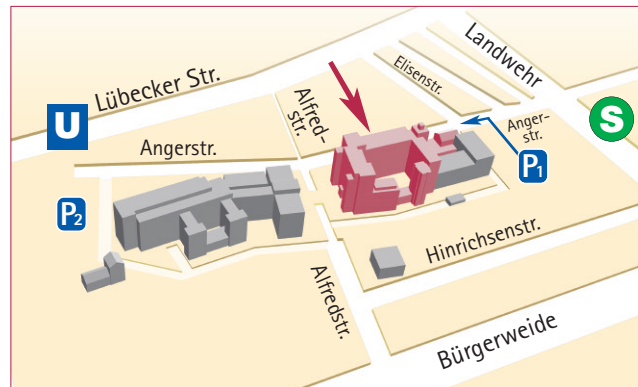 Landwehr
Elisenstr.
Lübecker Str.
Alfred-
str.
U
S
Angerstr.
Anger-
str.
P1
P2
Hinrichsenstr.
Alfredstr.
Bürgerweide